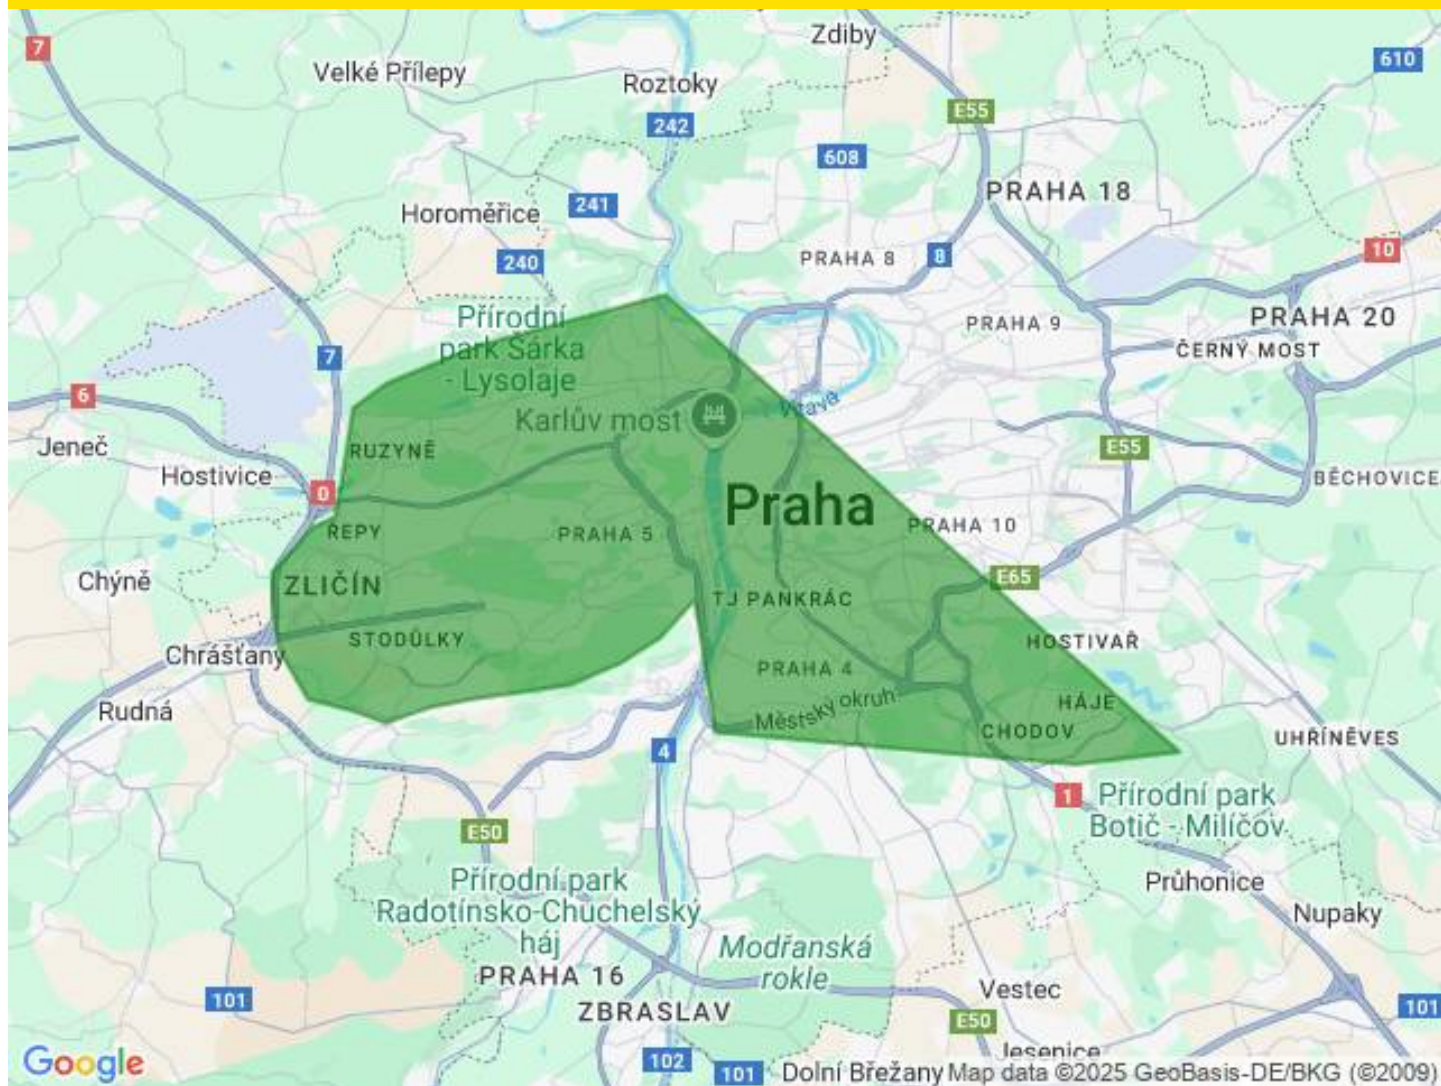 7
Zdiby
610
Velké Přílepy
Roztoky
E55
242
608
PRAHA 18
241
Horoměřice
10
PRAHA 8
8
240
Přírodní
park Šárka
- Lysolaje
PRAHA 9
PRAHA 20
ČERNÝ MOST
7
6
Karlův most
Vltava
Jeneč
RUZYNĚ
E55
Hostivice
BĚCHOVICE
0
Praha
ŘEPY
PRAHA 5
PRAHA 10
Chýně
ZLIČÍN
E65
TJ PANKRÁC
STODŮLKY
HOSTIVAŘ
Chrášťany
PRAHA 4
Rudná
Městský okruh
HÁJE
CHODOV
UHŘÍNĚVES
4
1
Přírodní park
Botič - Milíčov
E50
Přírodní park
Radotínsko-Chuchelský
háj
Průhonice
Nupaky
Modřanská
rokle
PRAHA 16
Vestec
101
ZBRASLAV
101
E50
Jesenice
Google
102
101
Dolní Břežany
Map data ©2025 GeoBasis-DE/BKG (©2009)